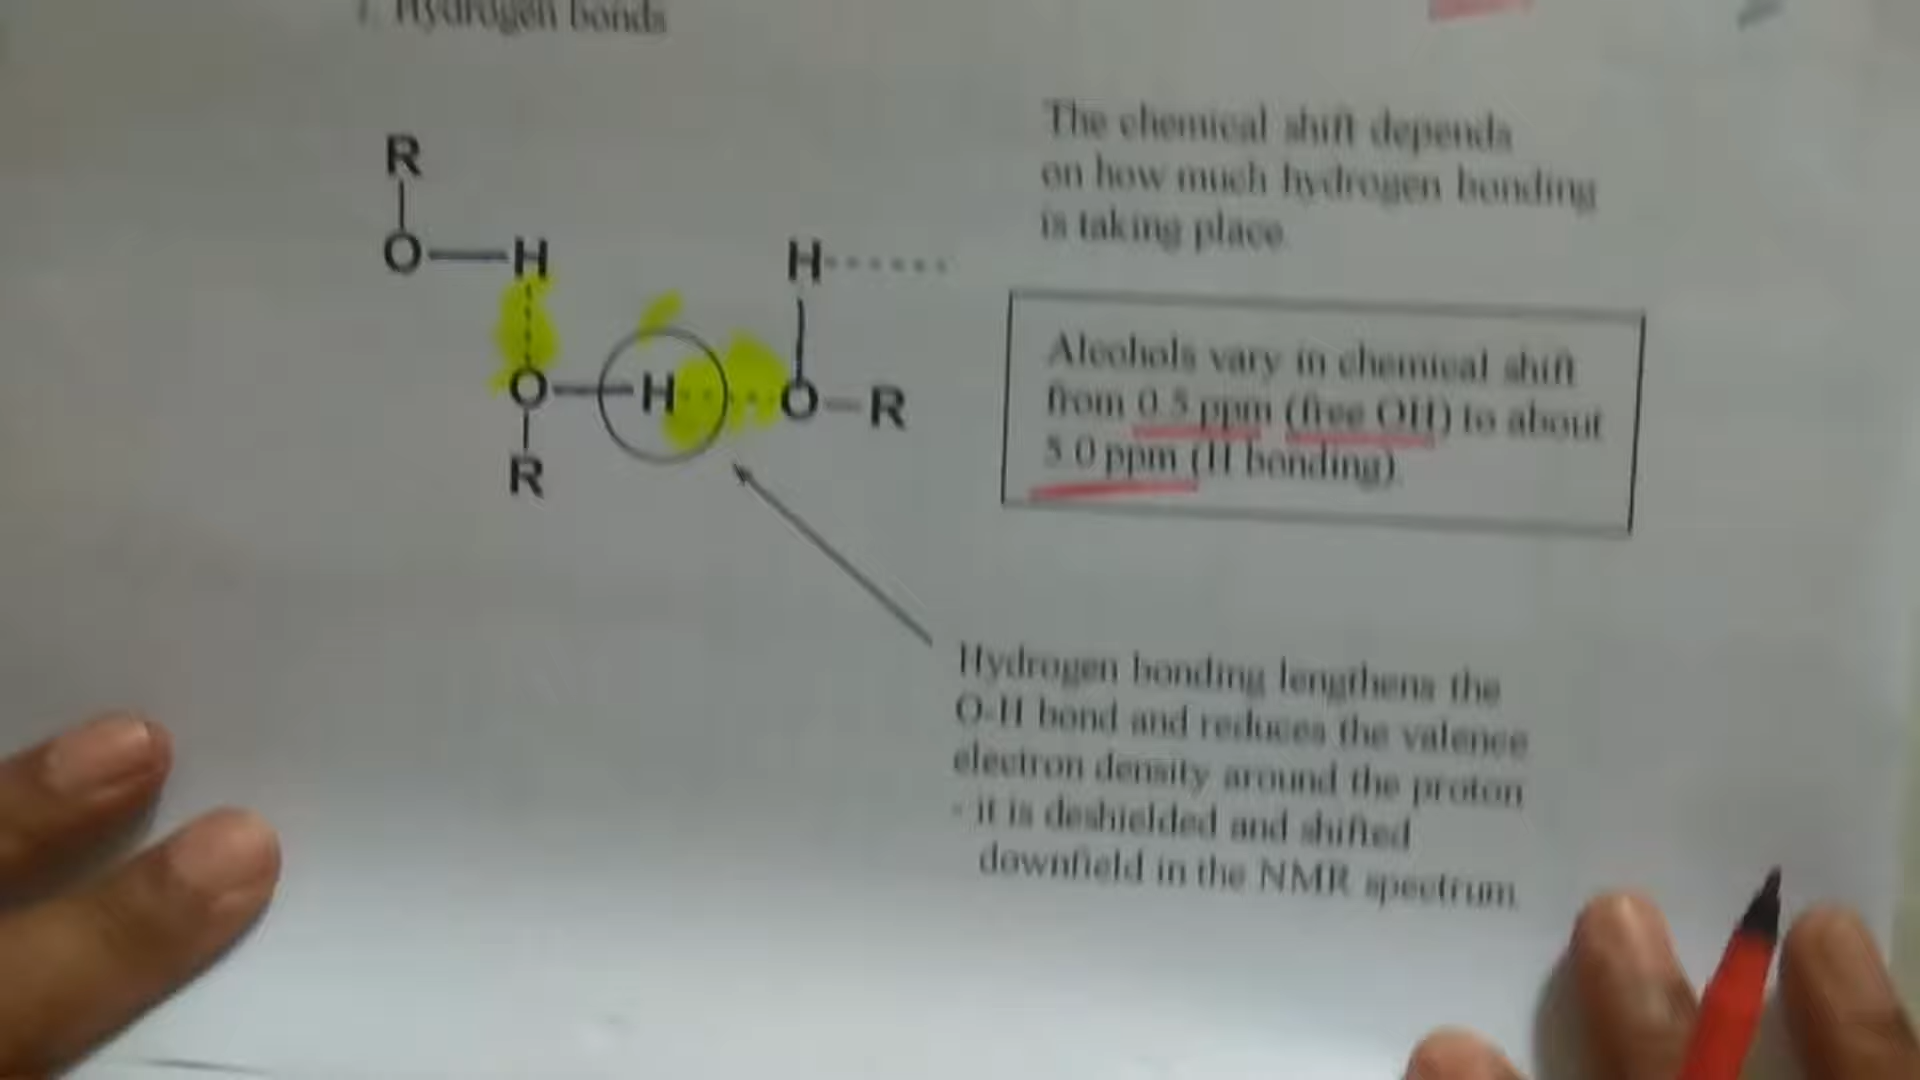 Hydrogen bonds
R
O—H
H
O—H
O—R
R
The chemical shift depends
on how much hydrogen bonding
is taking place
Alcohols vary in chemical shift
from 0.5 ppm (free OH) to about
5.0 ppm (H bonding).
Hydrogen bonding lengthens the
O-H bond and reduces the valence
electron density around the proton
- it is deshielded and shifted
downfield in the NMR spectrum